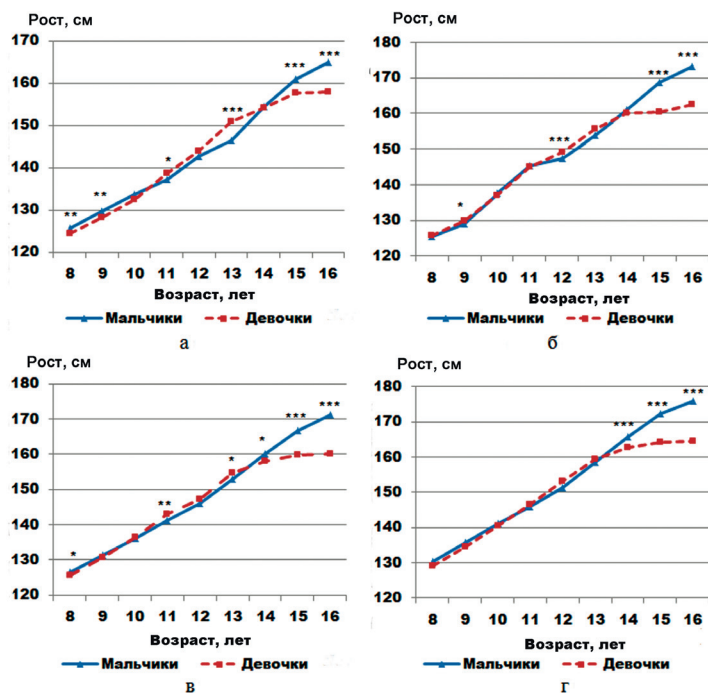 Рост, см
170
160
150
140
130
120
** ** * *** *** ***
8 9 10 11 12 13 14 15 16
Возраст, лет
Мальчики Девочки
а
Рост, см
180
170
160
150
140
130
120
* *** *** ***
8 9 10 11 12 13 14 15 16
Возраст, лет
Мальчики Девочки
б
Рост, см
180
170
160
150
140
130
120
* ** * * *** ***
8 9 10 11 12 13 14 15 16
Возраст, лет
Мальчики Девочки
в
Рост, см
180
170
160
150
140
130
120
*** *** ***
8 9 10 11 12 13 14 15 16
Возраст, лет
Мальчики Девочки
г